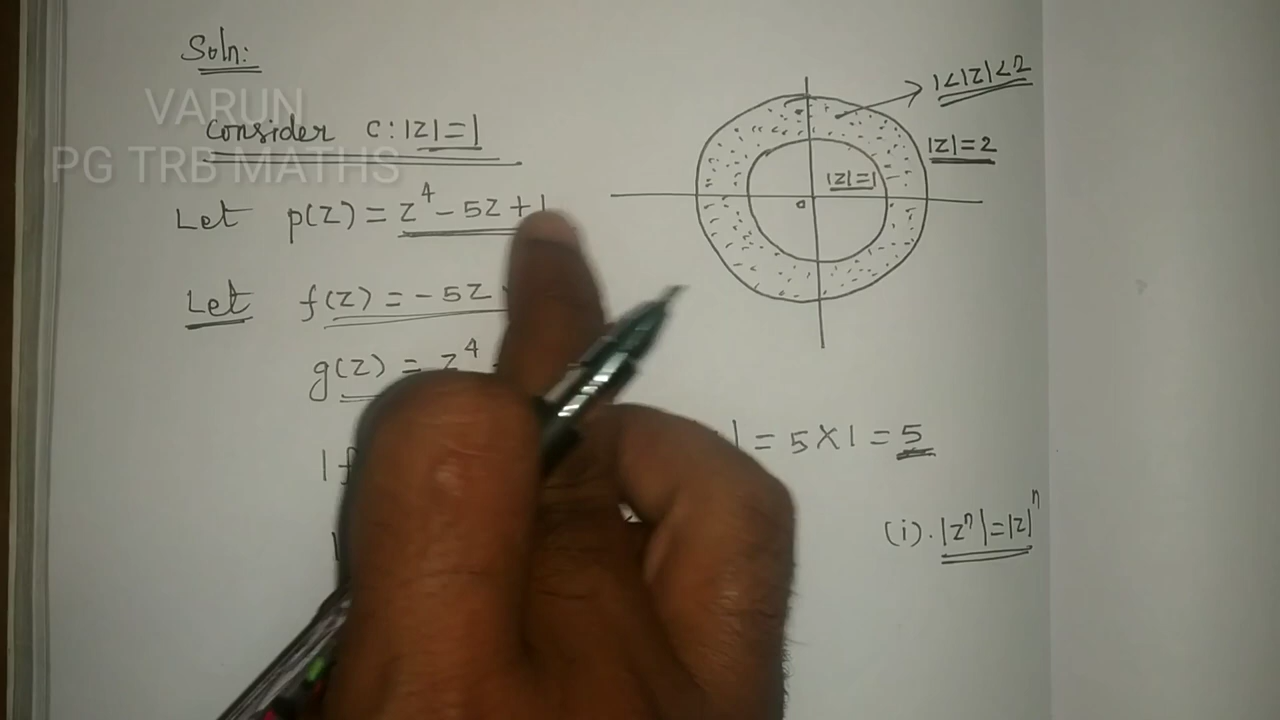 Soln:
VARUN
Consider C: |z|=1
PG TRB MATHS
Let p(z) = z⁴ - 5z + 1
Let f(z) = - 5z
g(z) = z⁴
1<|z|<2
|z|=2
|z|=1
o
|f
| = 5 X 1 = 5
(i). |zⁿ|=|z|ⁿ